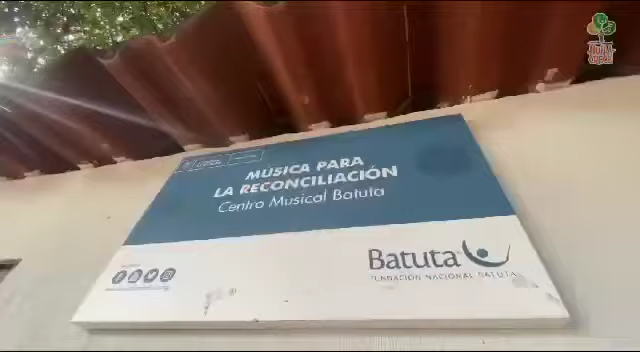 MÚSICA PARA
LA RECONCILIACIÓN
Centro Musical Batuta
Batuta
FUNDACIÓN NACIONAL BATUTA